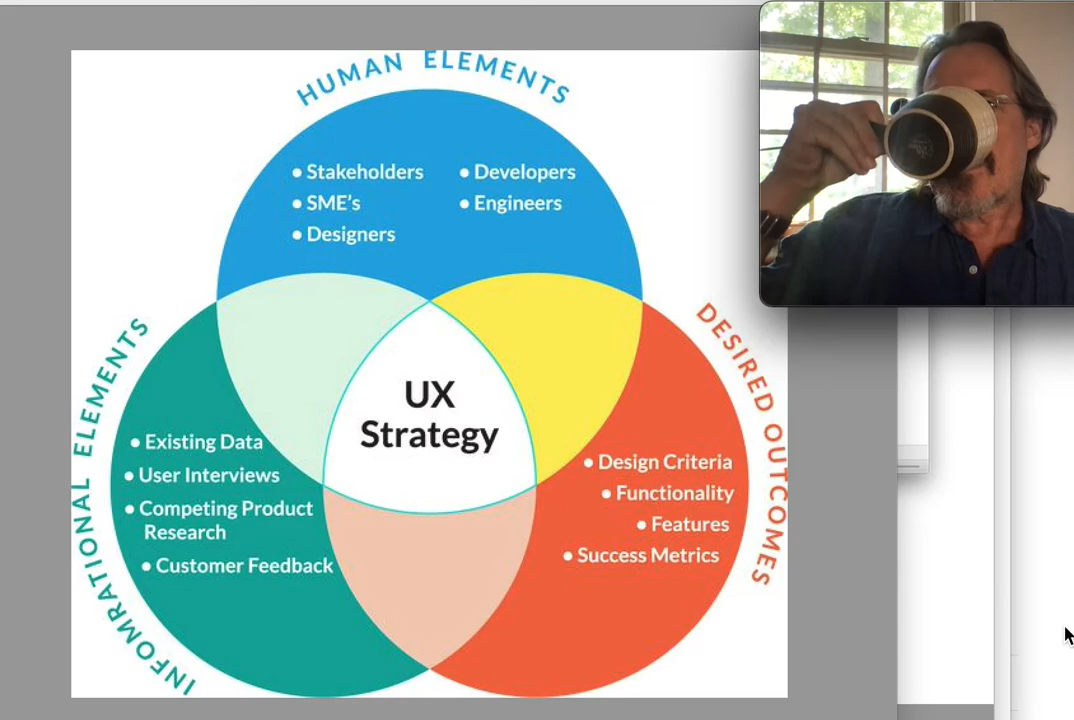 HUMAN ELEMENTS
• Stakeholders
• SME's
• Designers
• Developers
• Engineers
INFOMRATIONAL ELEMENTS
• Existing Data
• User Interviews
• Competing Product
Research
• Customer Feedback
UX
Strategy
DESIRED OUTCOMES
• Design Criteria
• Functionality
• Features
• Success Metrics